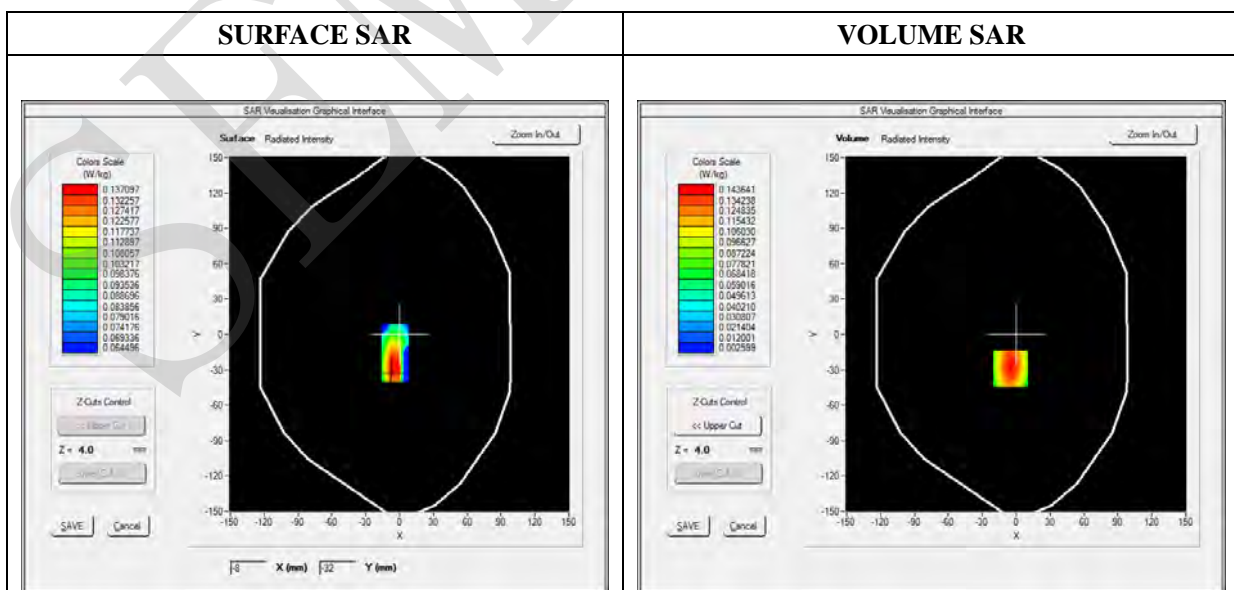 SURFACE SAR
VOLUME SAR
SAR Visualisation Graphical Interface
Surface Radiated Intensity
Zoom In/Out
Colors Scale
(W/kg)
0.137097
0.132257
0.127417
0.122577
0.117737
0.112897
0.108057
0.103217
0.098376
0.093536
0.088696
0.083856
0.079016
0.074176
0.069336
0.064496
Z-Cuts Control
<< Upper Cut
Z = 4.0 mm
SAVE Cancel
150
120
90
60
30
0
-30
-60
-90
-120
-150
Y
-150 -120 -90 -60 -30 0 30 60 90 120 150
X
-8 X (mm) -32 Y (mm)
SAR Visualisation Graphical Interface
Volume Radiated Intensity
Zoom In/Out
Colors Scale
(W/kg)
0.143641
0.134238
0.124835
0.115432
0.106030
0.096627
0.087224
0.077821
0.068418
0.059016
0.049613
0.040210
0.030807
0.021404
0.012001
0.002599
Z-Cuts Control
<< Upper Cut
Z = 4.0 mm
SAVE Cancel
150
120
90
60
30
0
-30
-60
-90
-120
-150
Y
-150 -120 -90 -60 -30 0 30 60 90 120 150
X